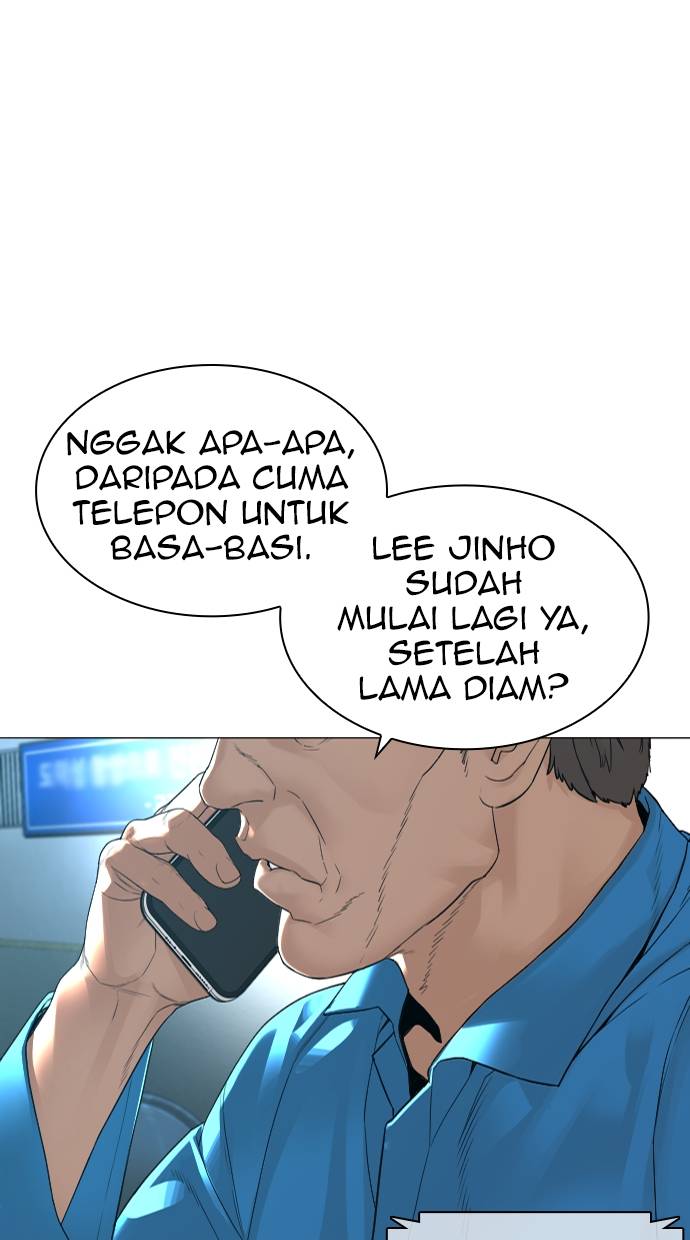 NGGAK APA-APA,
DARIPADA CUMA
TELEPON UNTUK
BASA-BASI.
LEE JINHO
SUDAH
MULAI LAGI YA,
SETELAH
LAMA DIAM?